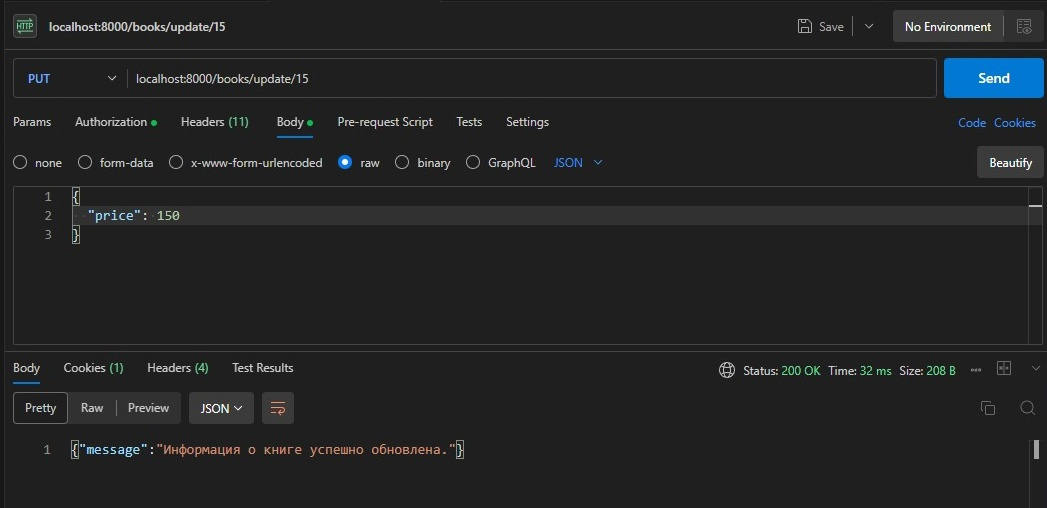 HTTP localhost:8000/books/update/15 Save No Environment
PUT localhost:8000/books/update/15 Send
Params Authorization Headers (11) Body Pre-request Script Tests Settings Code Cookies
none form-data x-www-form-urlencoded raw binary GraphQL JSON Beautify
1 {
2 "price": 150
3 }
Body Cookies (1) Headers (4) Test Results Status: 200 OK Time: 32 ms Size: 208 B
Pretty Raw Preview JSON
1 {"message":"Информация о книге успешно обновлена."}